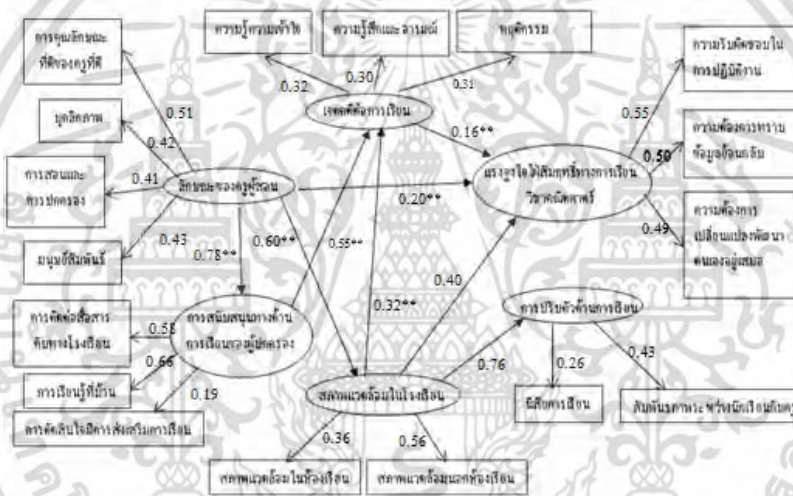 การคุณลักษณะ
ที่ดีของครูที่ดี
ความรู้ความเข้าใจ
ความรู้สึกและอารมณ์
พฤติกรรม
ความรับผิดชอบใน
การปฏิบัติงาน
0.32
0.30
0.31
0.51
เจตคติต่อการเรียน
0.55
บุคลิกภาพ
0.42
0.16**
ความต้องการทราบ
ข้อมูลย้อนกลับ
0.50
การสอนและ
การปกครอง
0.41
ลักษณะของครูผู้สอน
แรงจูงใจใฝ่สัมฤทธิ์ทางการเรียน
วิชาคณิตศาสตร์
0.20**
0.49
ความต้องการ
เปลี่ยนแปลงพัฒนา
ตนเองอยู่เสมอ
มนุษย์สัมพันธ์
0.43
0.78**
0.60**
0.55**
0.40
การติดต่อสื่อสาร
กับทางโรงเรียน
0.58
การสนับสนุนทางด้าน
การเรียนของผู้ปกครอง
0.32**
การปรับตัวด้านการเรียน
การเรียนรู้ที่บ้าน
0.66
0.76
0.26
0.43
0.19
การตัดสินใจมีการส่งเสริมการเรียน
สภาพแวดล้อมในโรงเรียน
นิสัยการเรียน
สัมพันธภาพระหว่างนักเรียนกับครู
0.36
0.56
สภาพแวดล้อมในห้องเรียน
สภาพแวดล้อมนอกห้องเรียน